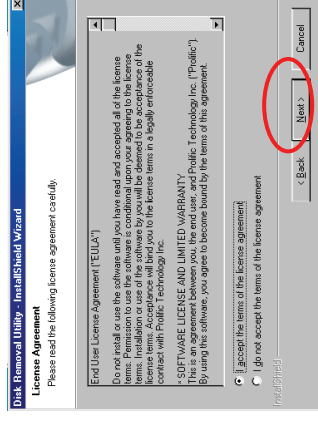 Disk Removal Utility - InstallShield Wizard
License Agreement
Please read the following license agreement carefully.
End User License Agreement ("EULA")
Do not install or use the software until you have read and accepted all of the license
terms. Permission to use the software is conditional upon your agreeing to the license
terms. Installation or use of the software by you will be deemed to be acceptance of the
license terms. Acceptance will bind you to the license terms in a legally enforceable
contract with Prolific Technology Inc.
* SOFTWARE LICENSE AND LIMITED WARRANTY
This is an agreement between you, the end user, and Prolific Technology Inc. ("Prolific").
By using this software, you agree to become bound by the terms of this agreement.
I accept the terms of the license agreement
I do not accept the terms of the license agreement
InstallShield
< Back
Next >
Cancel